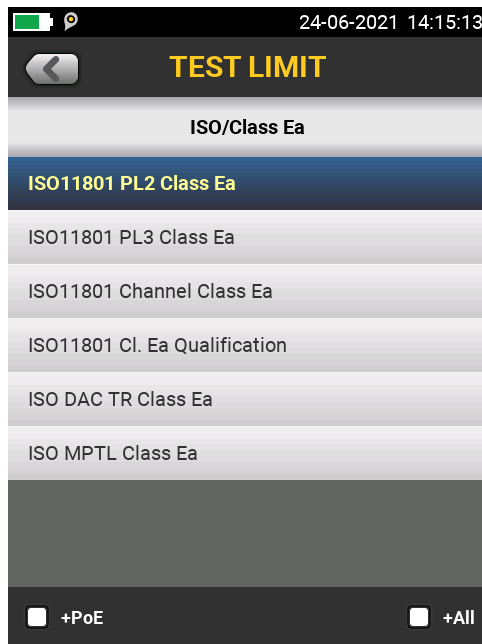 24-06-2021 14:15:13
TEST LIMIT
ISO/Class Ea
ISO11801 PL2 Class Ea
ISO11801 PL3 Class Ea
ISO11801 Channel Class Ea
ISO11801 Cl. Ea Qualification
ISO DAC TR Class Ea
ISO MPTL Class Ea
+PoE +All